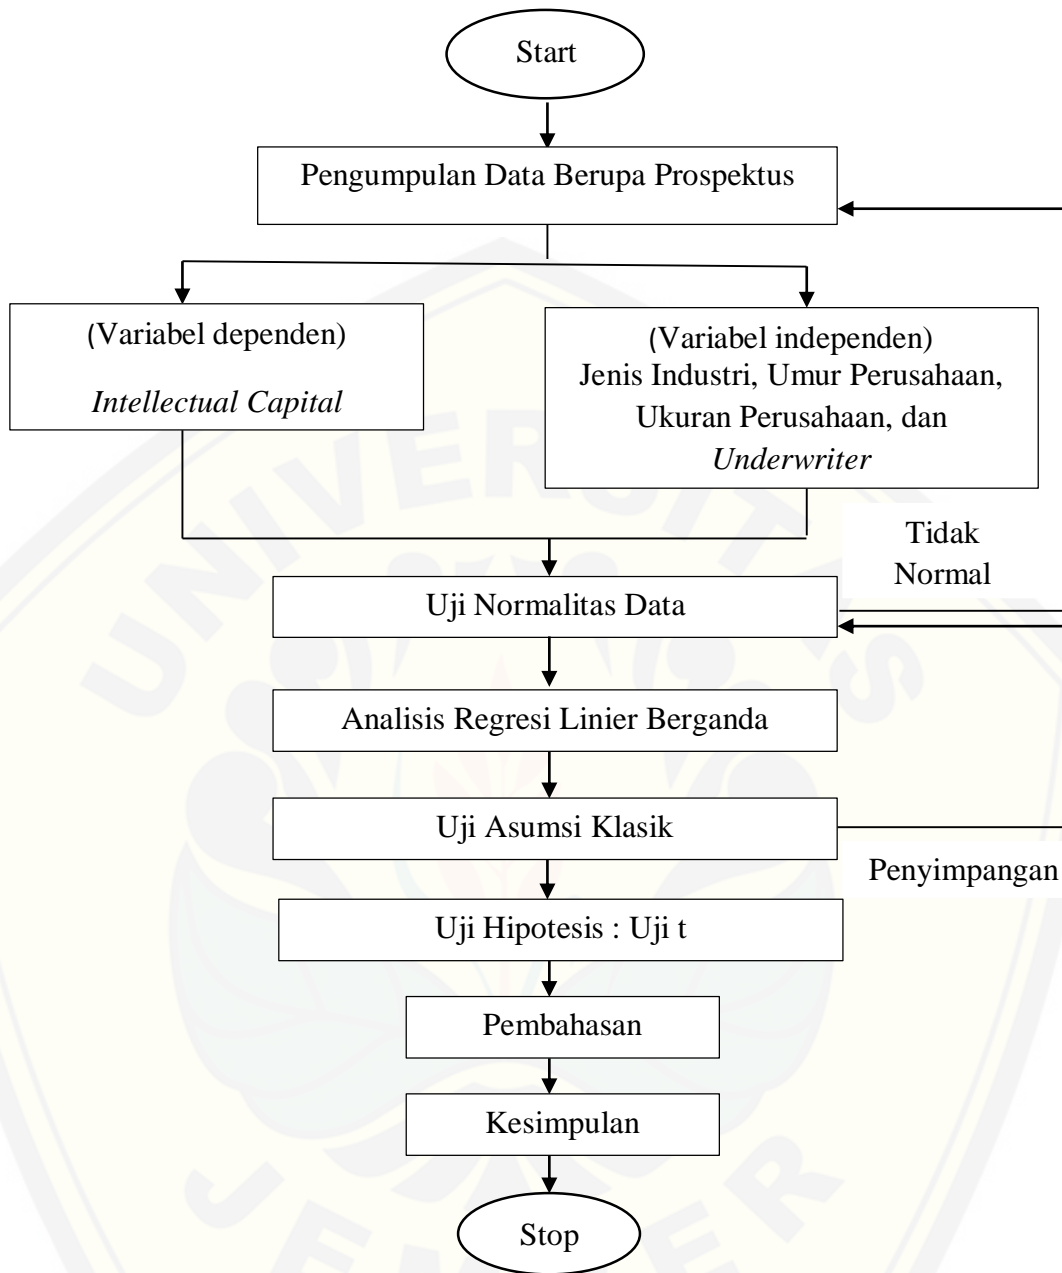 Start
Pengumpulan Data Berupa Prospektus
(Variabel dependen)
Intellectual Capital
(Variabel independen)
Jenis Industri, Umur Perusahaan,
Ukuran Perusahaan, dan
Underwriter
Tidak
Normal
Uji Normalitas Data
Analisis Regresi Linier Berganda
Uji Asumsi Klasik
Penyimpangan
Uji Hipotesis : Uji t
Pembahasan
Kesimpulan
Stop
UNIVERSITAS
JEMBER